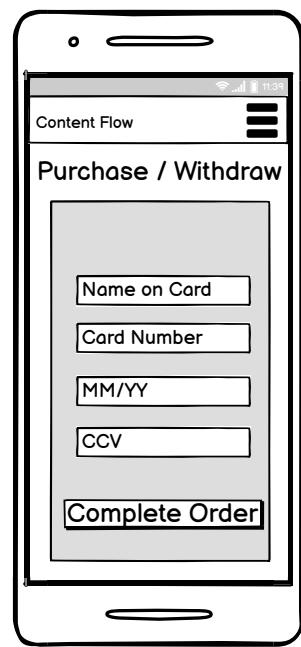 11:39
Content Flow
Purchase / Withdraw
Name on Card
Card Number
MM/YY
CCV
Complete Order